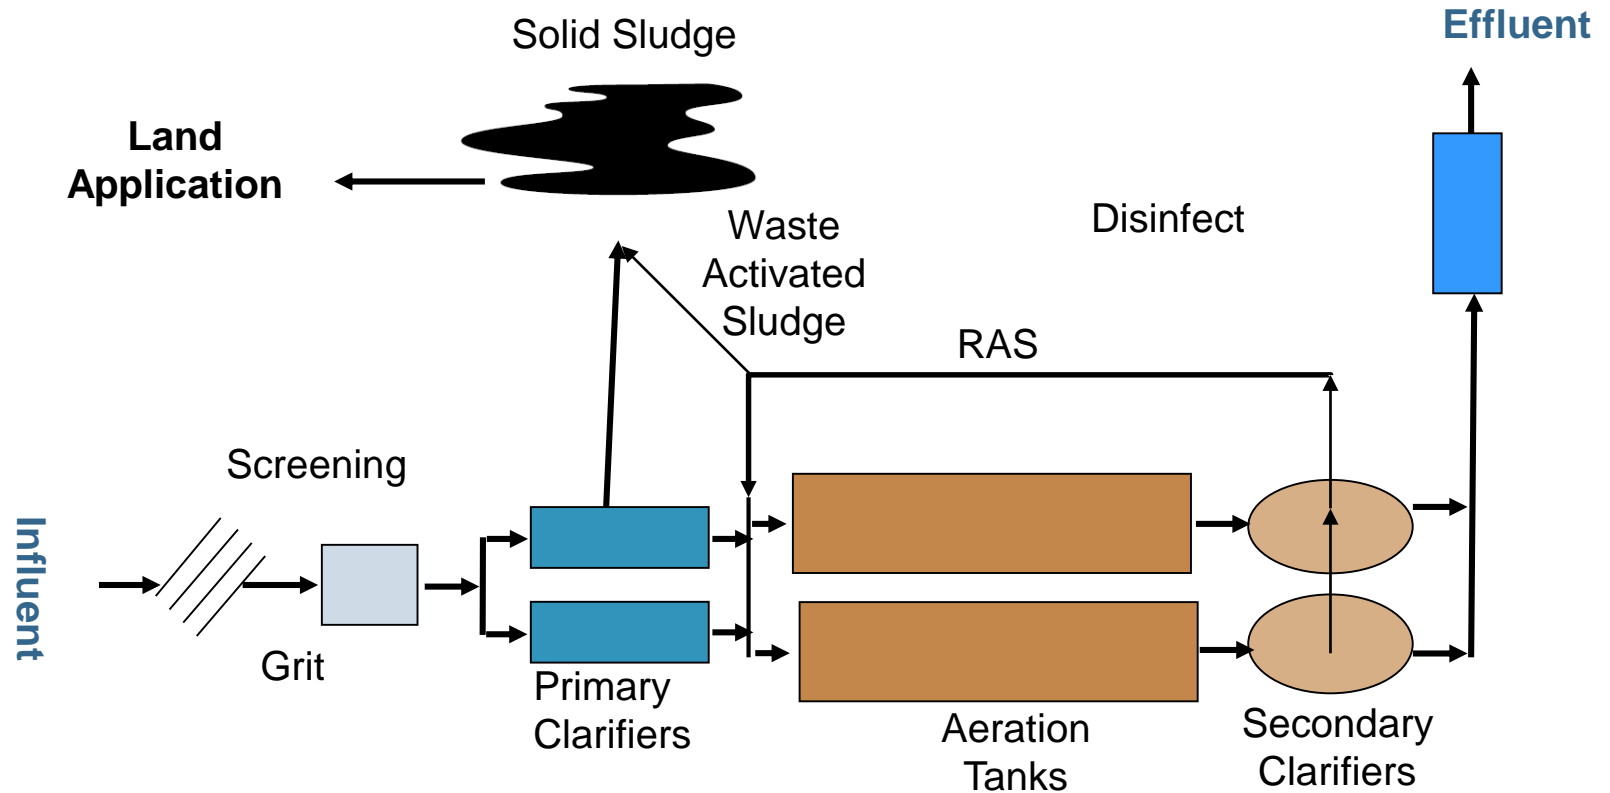 Effluent
Solid Sludge
Land
Application
Waste
Activated
Sludge
Disinfect
RAS
Screening
Influent
Grit
Primary
Clarifiers
Aeration
Tanks
Secondary
Clarifiers